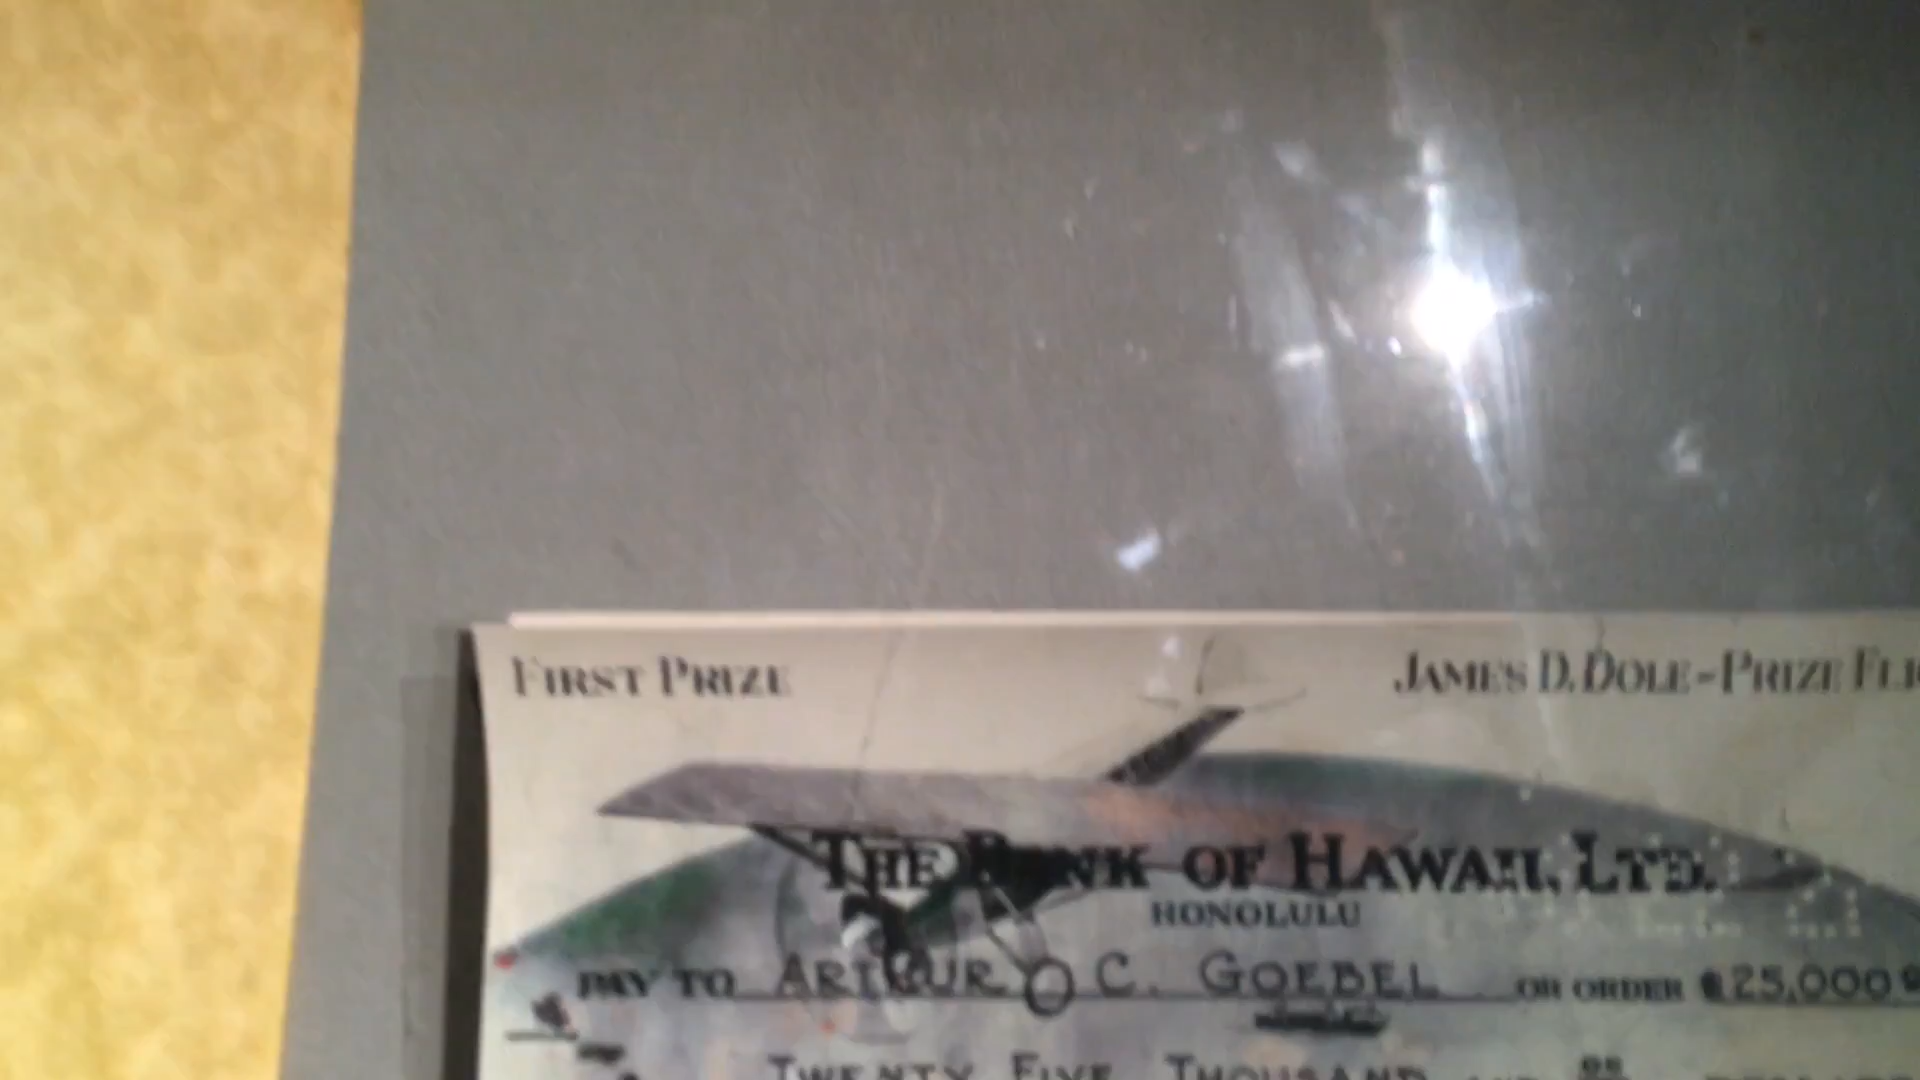 FIRST PRIZE JAMES D. DOLE-PRIZE
THE BANK OF HAWAII, LTD.
HONOLULU
PAY TO ARTHUR C. GOEBEL OR ORDER $25,000
TWENTY FIVE THOUSAND